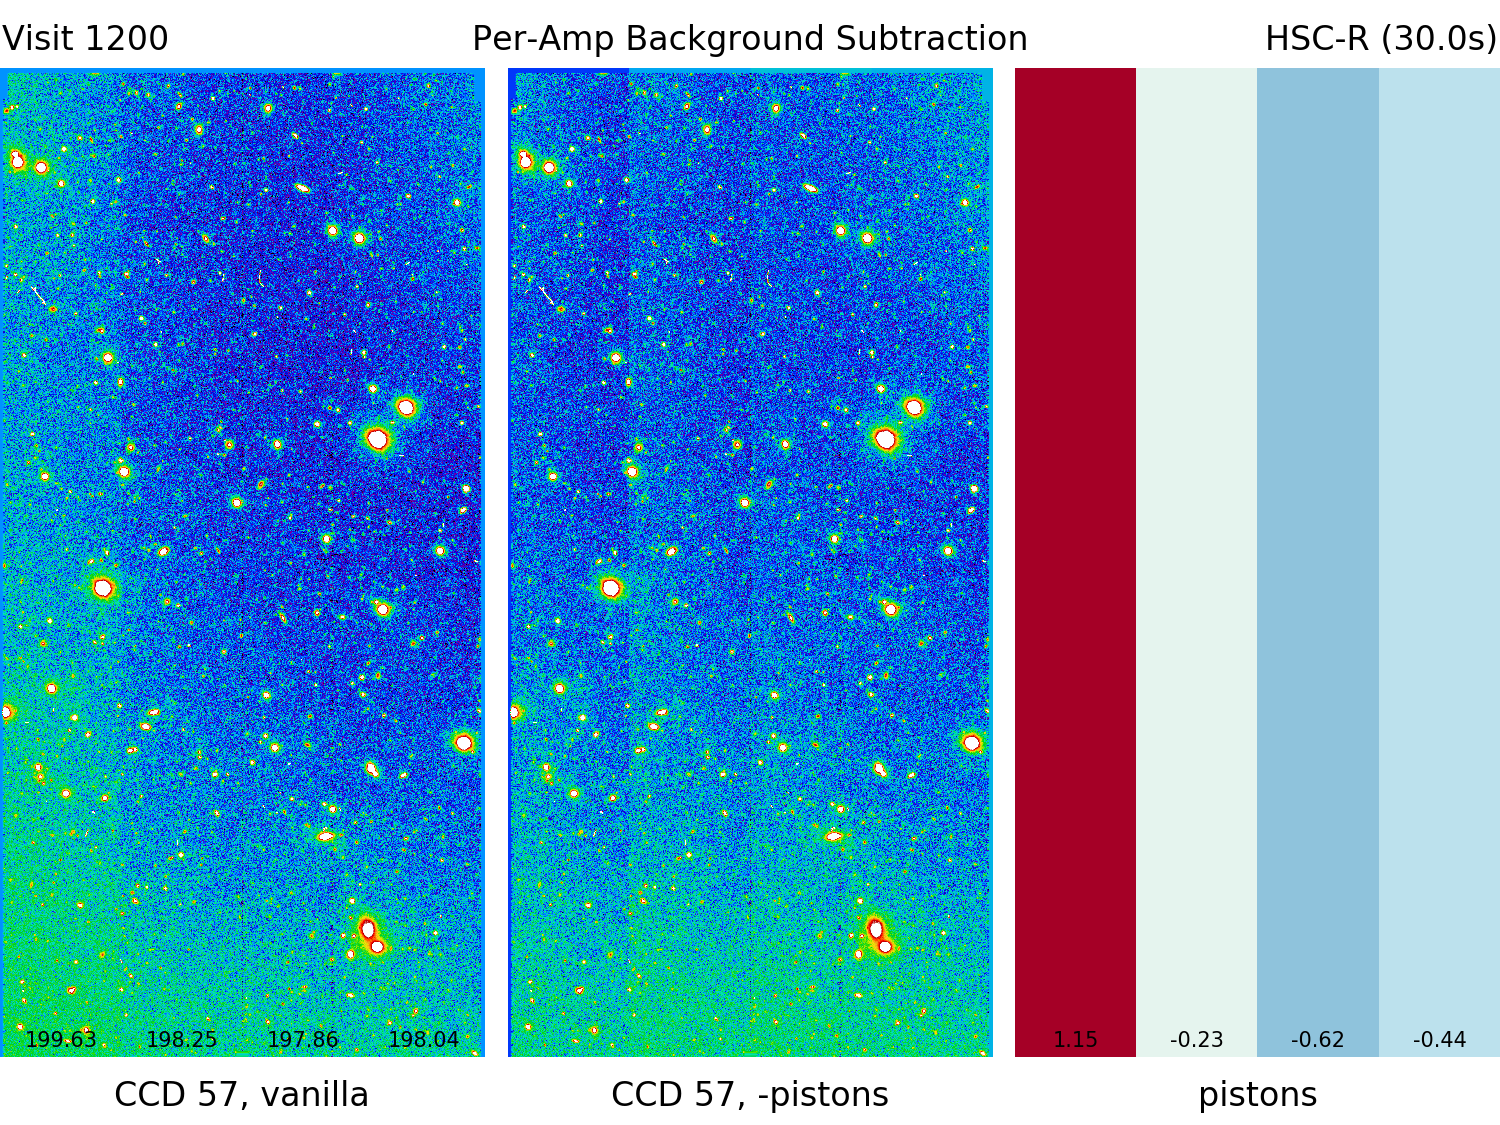 Visit 1200 Per-Amp Background Subtraction HSC-R (30.0s)
199.63 198.25 197.86 198.04 1.15 -0.23 -0.62 -0.44
CCD 57, vanilla CCD 57, -pistons pistons